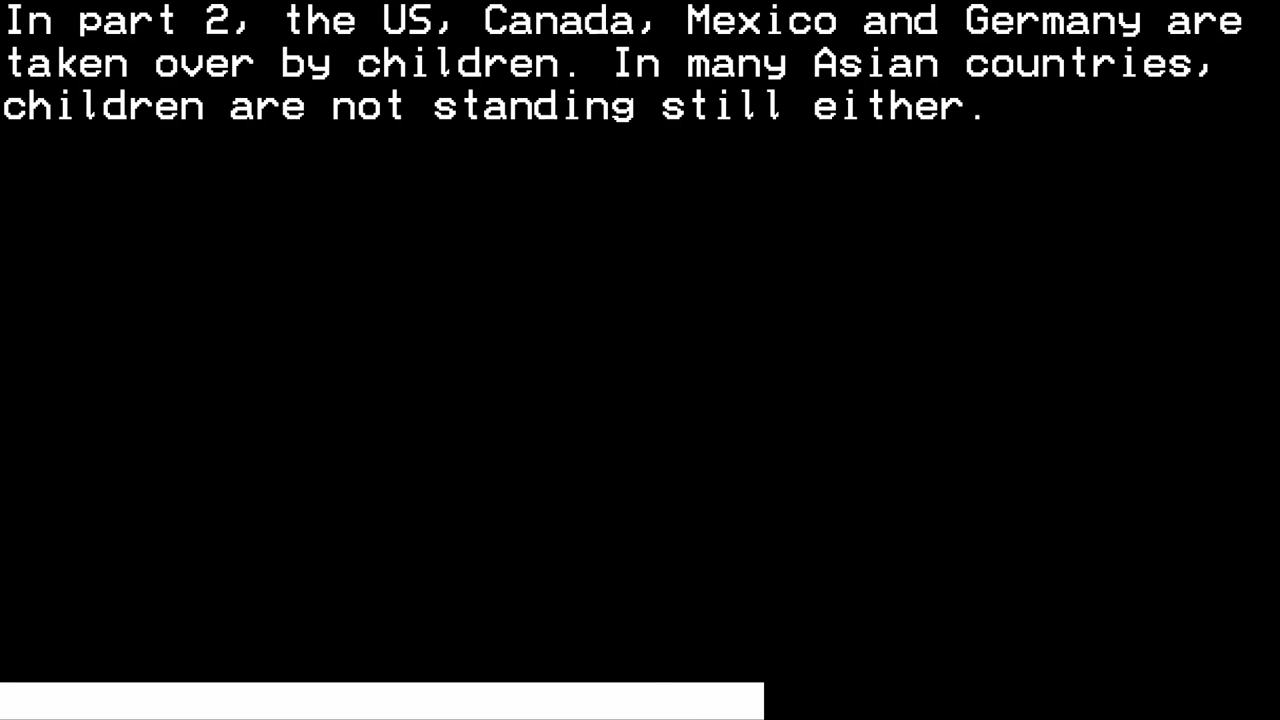 In part 2, the US, Canada, Mexico and Germany are
taken over by children. In many Asian countries,
children are not standing still either.